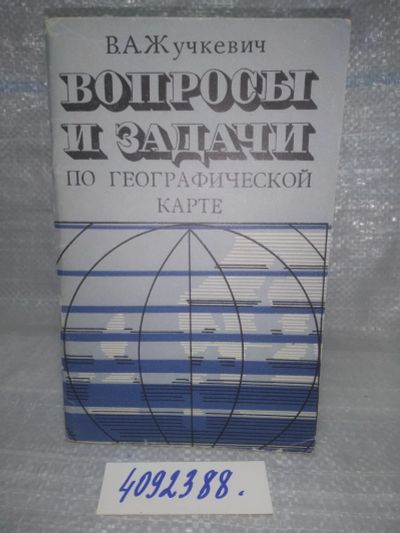 В.А.Жучкевич
ВОПРОСЫ
И ЗАДАЧИ
ПО ГЕОГРАФИЧЕСКОЙ
КАРТЕ
4092388.